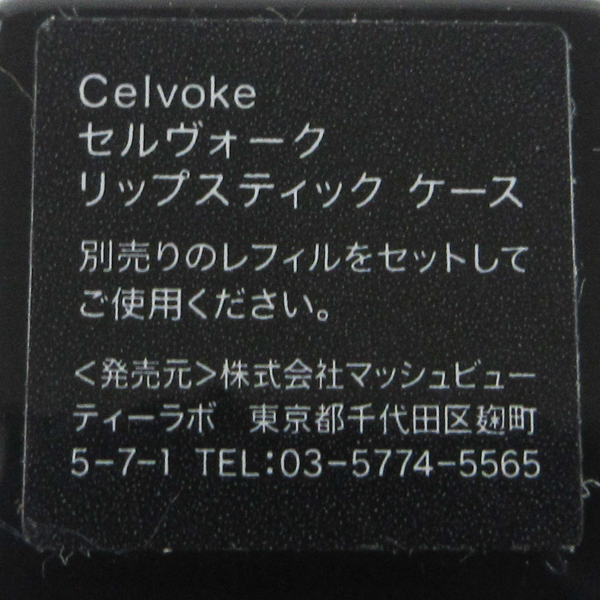 Celvoke
セルヴォーク
リップスティック ケース
別売りのレフィルをセットして
ご使用ください。
<発売元>株式会社マッシュビュー
ティーラボ　東京都千代田区麹町
5-7-1 TEL:03-5774-5565